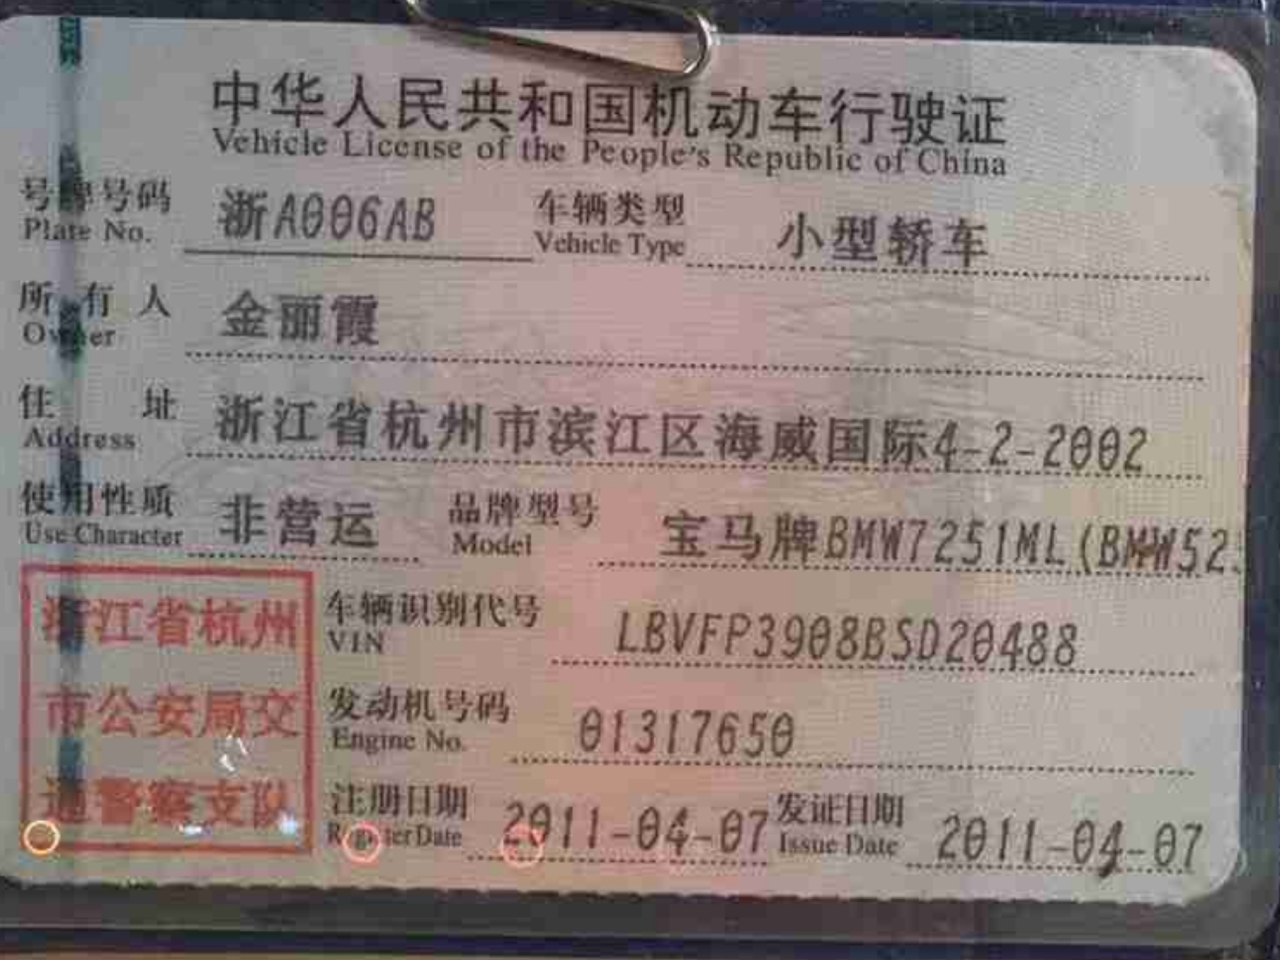 中华人民共和国机动车行驶证
Vehicle License of the People's Republic of China
号牌号码 浙A006AB 车辆类型 小型轿车
Plate No. Vehicle Type
所有人 金丽霞
Owner
住址 浙江省杭州市滨江区海威国际4-2-2002
Address
使用性质 非营运 品牌型号 宝马牌BMW7251ML(BMW52
Use Character Model
浙江省杭州
市公安局交
通警察支队
车辆识别代号 LBVFP3908BSD20488
VIN
发动机号码 01317650
Engine No.
注册日期 2011-04-07 发证日期 2011-04-07
Register Date Issue Date